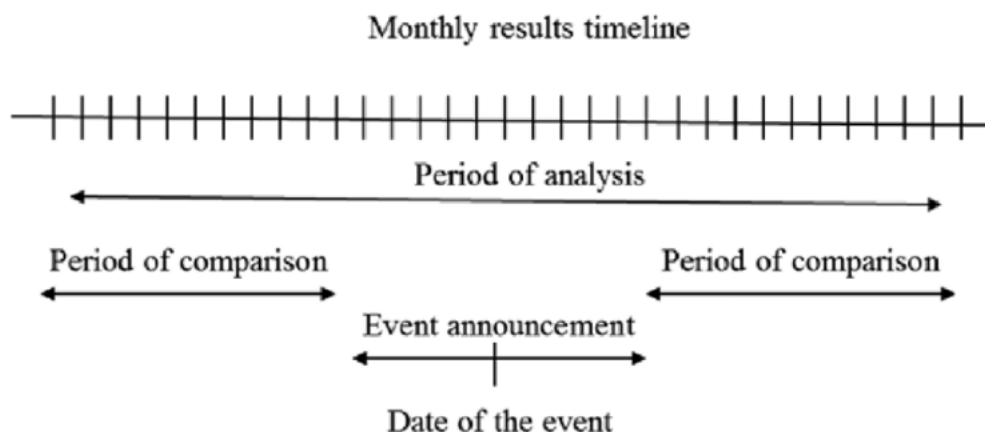 Monthly results timeline
Period of analysis
Period of comparison
Period of comparison
Event announcement
Date of the event